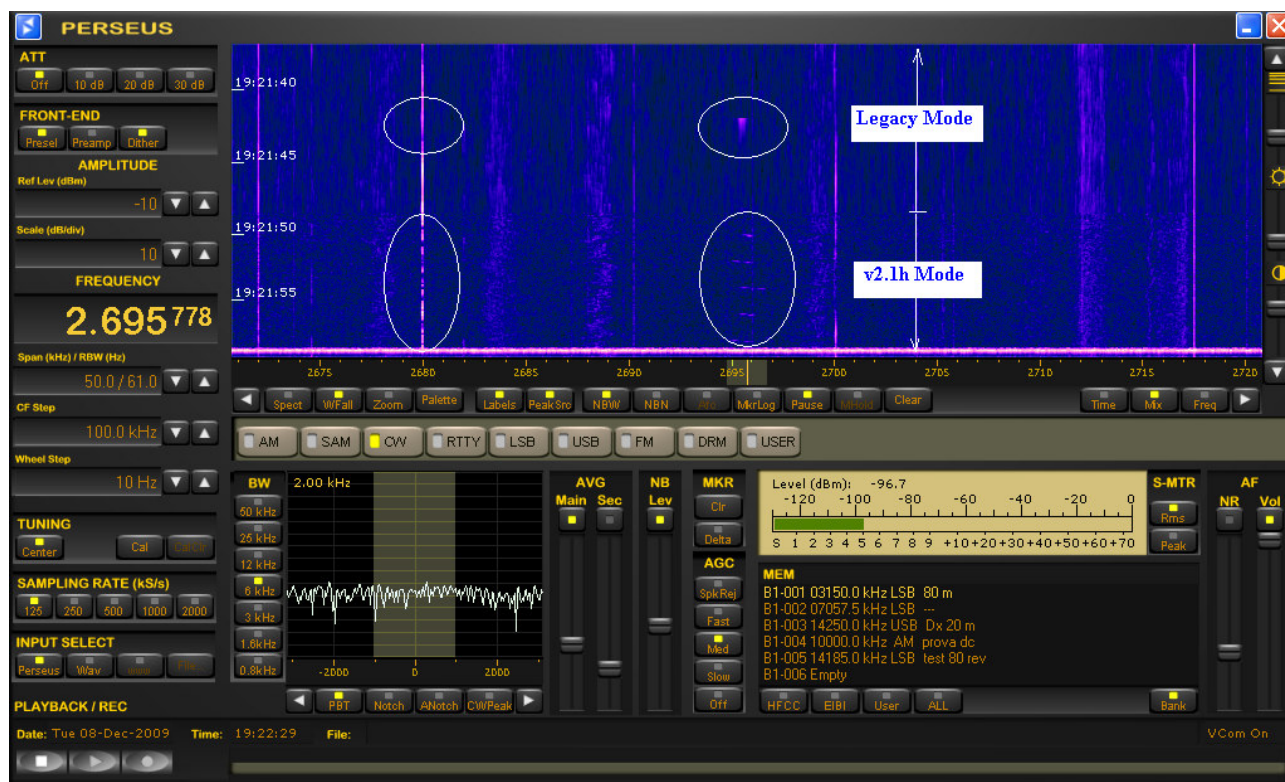 PERSEUS
ATT
Off 10 dB 20 dB 30 dB
FRONT-END
Presel Preamp Dither
AMPLITUDE
Ref Lev (dBm)
-10
Scale (dB/div)
10
FREQUENCY
2.695 778
Span (kHz) / RBW (Hz)
50.0 / 61.0
CF Step
100.0 kHz
Wheel Step
10 Hz
TUNING
Center Cal CalClr
SAMPLING RATE (kS/s)
125 250 500 1000 2000
INPUT SELECT
Perseus Wav
PLAYBACK / REC
19:21:40
19:21:45
19:21:50
19:21:55
Legacy Mode
v2.1h Mode
2675 2680 2685 2690 2695 2700 2705 2710 2715 2720
Spect WFall Zoom Palette Labels PeakSrc NBW NBN Afc MkrLog Pause MHold Clear Time Mix Freq
AM SAM CW RTTY LSB USB FM DRM USER
BW
50 kHz
25 kHz
12 kHz
6 kHz
3 kHz
1.6kHz
0.8kHz
2.00 kHz
-2000 0 2000
PBT Notch ANotch CWPeak
AVG
Main Sec
NB
Lev
MKR
Clr
Delta
AGC
SpkRej
Fast
Med
Slow
Off
Level (dBm): -96.7
-120 -100 -80 -60 -40 -20 0
S 1 2 3 4 5 6 7 8 9 +10+20+30+40+50+60+70
S-MTR
Rms
Peak
AF
NR Vol
MEM
B1-001 03150.0 kHz LSB 80 m
B1-002 07057.5 kHz LSB ---
B1-003 14250.0 kHz USB Dx 20 m
B1-004 10000.0 kHz AM prova dc
B1-005 14185.0 kHz LSB test 80 rev
B1-006 Empty
HFCC EIBI User ALL Bank
Date: Tue 08-Dec-2009 Time: 19:22:29 File: VCom On